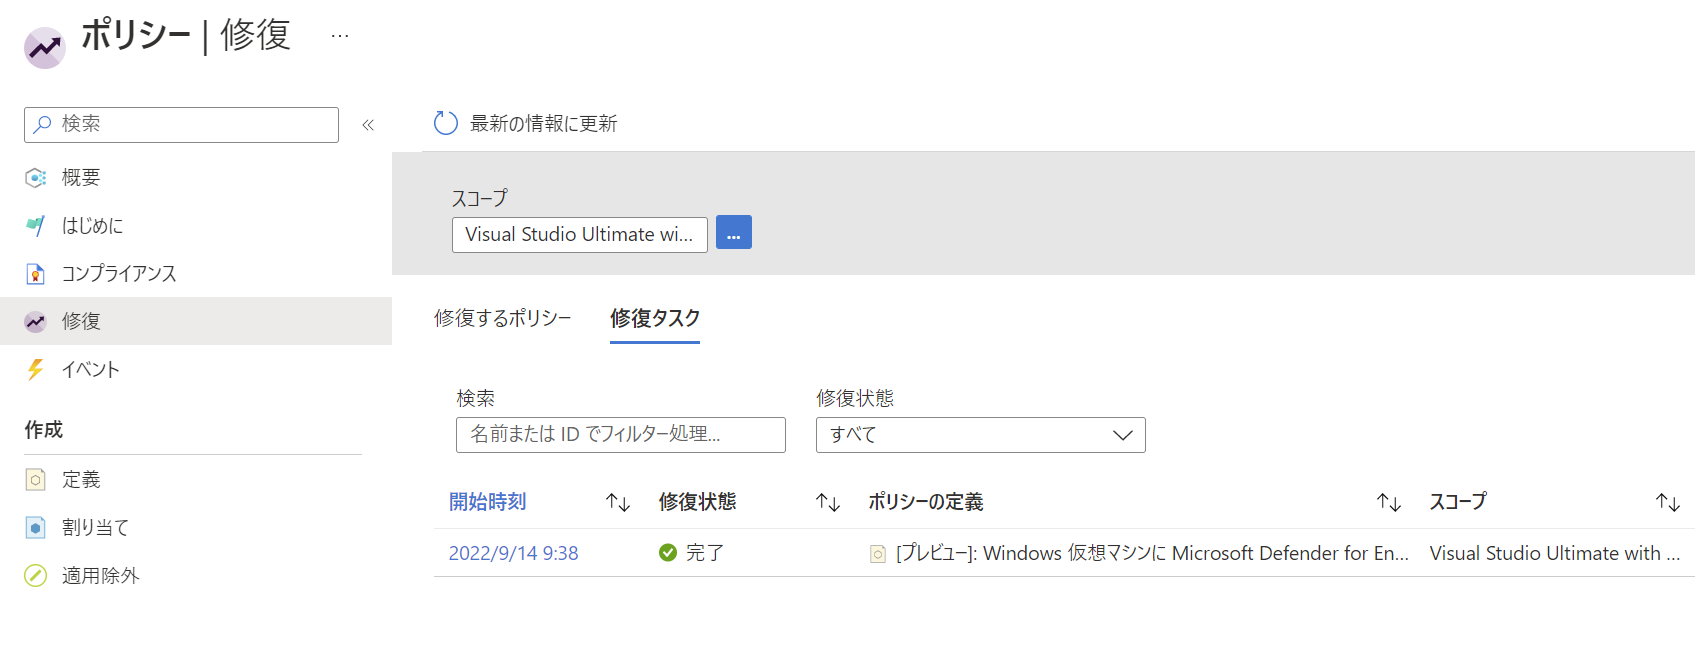 ポリシー | 修復 …
検索 «
概要
はじめに
コンプライアンス
修復
イベント
作成
定義
割り当て
適用除外
最新の情報に更新
スコープ
Visual Studio Ultimate wi... ...
修復するポリシー 修復タスク
検索 修復状態
名前または ID でフィルター処理... すべて
開始時刻 ↑↓ 修復状態 ↑↓ ポリシーの定義 ↑↓ スコープ ↑↓
2022/9/14 9:38 完了 [プレビュー]: Windows 仮想マシンに Microsoft Defender for En... Visual Studio Ultimate with ...